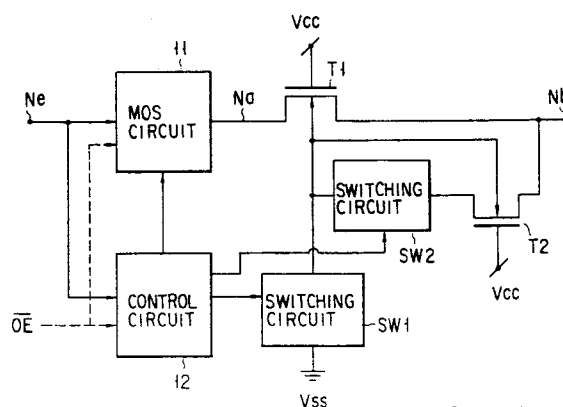 Vcc
11
T1
Ne
Na
Nb
MOS
CIRCUIT
SWITCHING
CIRCUIT
SW2
T2
Vcc
CONTROL
CIRCUIT
SWITCHING
CIRCUIT
SW1
OE
12
Vss